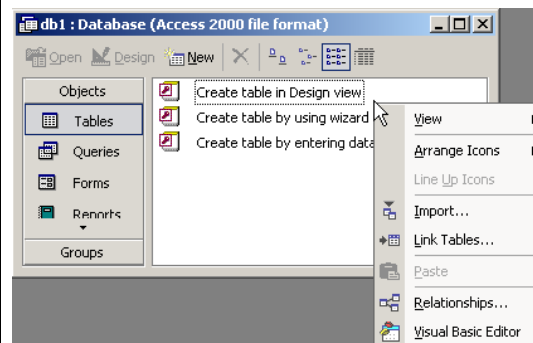 db1 : Database (Access 2000 file format)
Open Design New
Objects
Tables
Queries
Forms
Reports
Groups
Create table in Design view
Create table by using wizard
Create table by entering data
View
Arrange Icons
Line Up Icons
Import...
Link Tables...
Paste
Relationships...
Visual Basic Editor